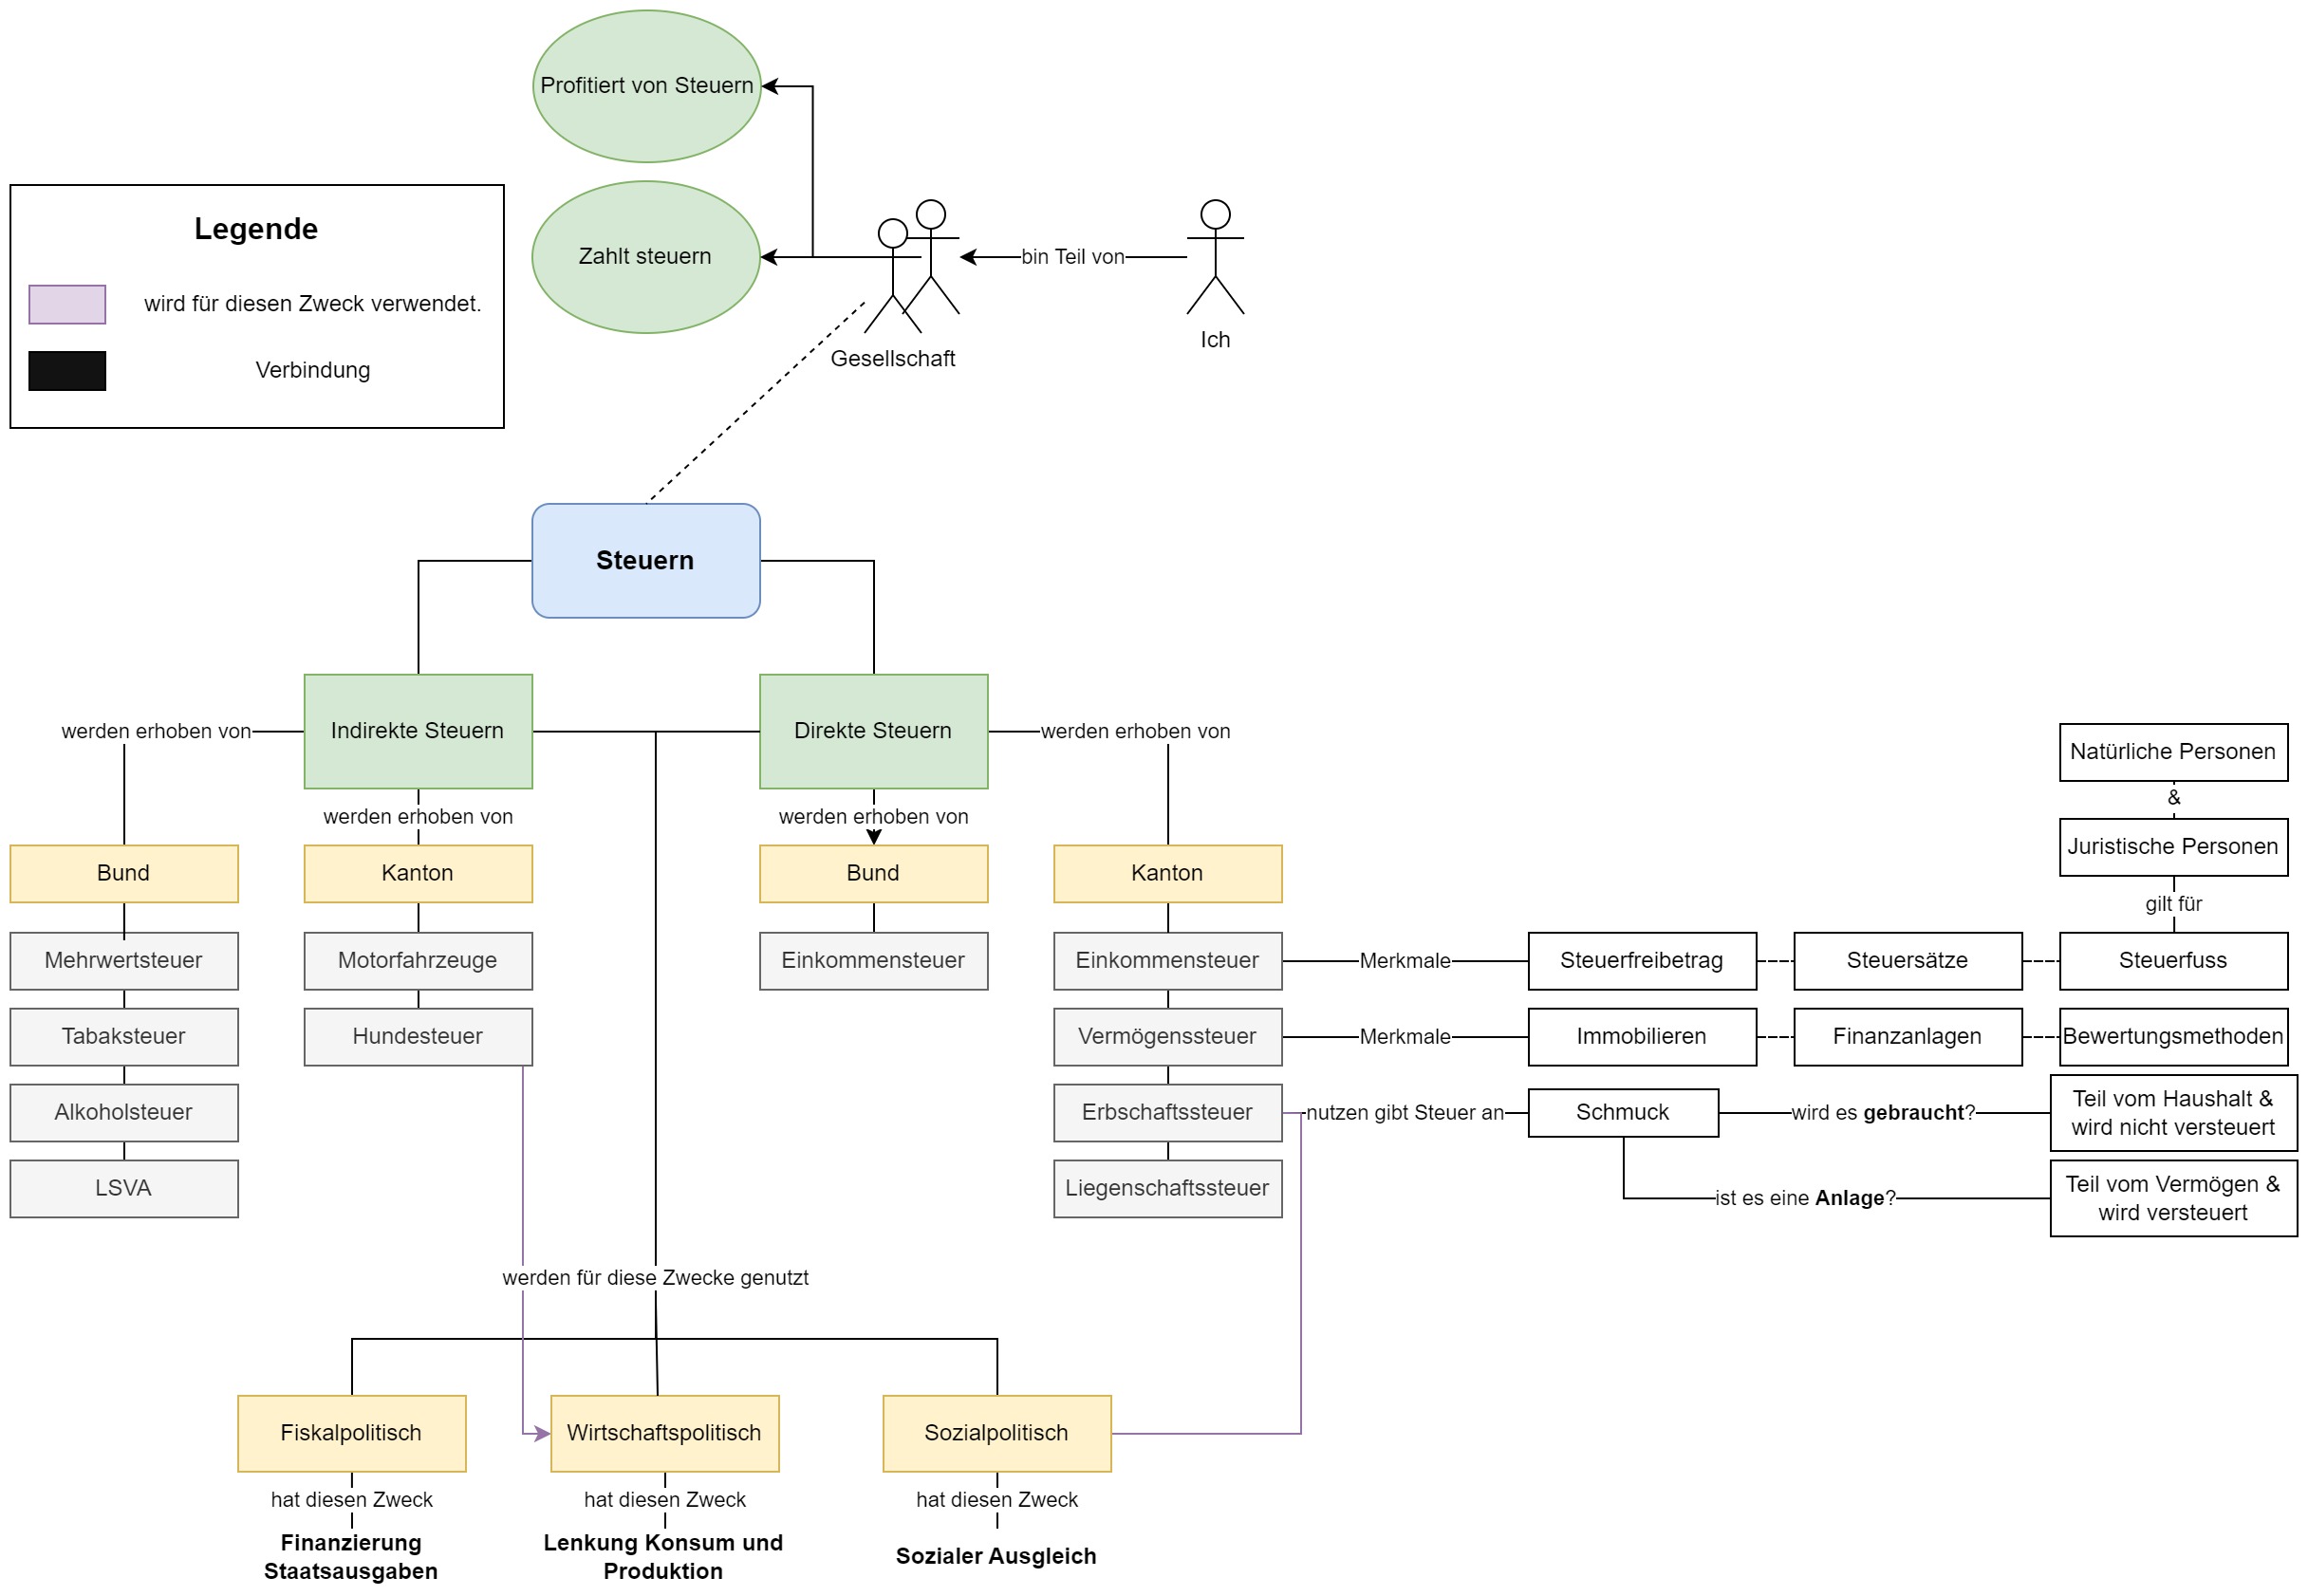 Profitiert von Steuern
Zahlt steuern
bin Teil von
Gesellschaft
Ich
Legende
wird für diesen Zweck verwendet.
Verbindung
Steuern
werden erhoben von
Indirekte Steuern
Direkte Steuern
werden erhoben von
werden erhoben von
werden erhoben von
Bund
Kanton
Bund
Kanton
Natürliche Personen
&
Juristische Personen
gilt für
Mehrwertsteuer
Motorfahrzeuge
Einkommensteuer
Einkommensteuer
Merkmale
Steuerfreibetrag
Steuersätze
Steuerfuss
Tabaksteuer
Hundesteuer
Vermögenssteuer
Merkmale
Immobilieren
Finanzanlagen
Bewertungsmethoden
Alkoholsteuer
Erbschaftssteuer
nutzen gibt Steuer an
Schmuck
wird es gebraucht?
Teil vom Haushalt &
wird nicht versteuert
LSVA
Liegenschaftssteuer
ist es eine Anlage?
Teil vom Vermögen &
wird versteuert
werden für diese Zwecke genutzt
Fiskalpolitisch
Wirtschaftspolitisch
Sozialpolitisch
hat diesen Zweck
hat diesen Zweck
hat diesen Zweck
Finanzierung
Staatsausgaben
Lenkung Konsum und
Produktion
Sozialer Ausgleich